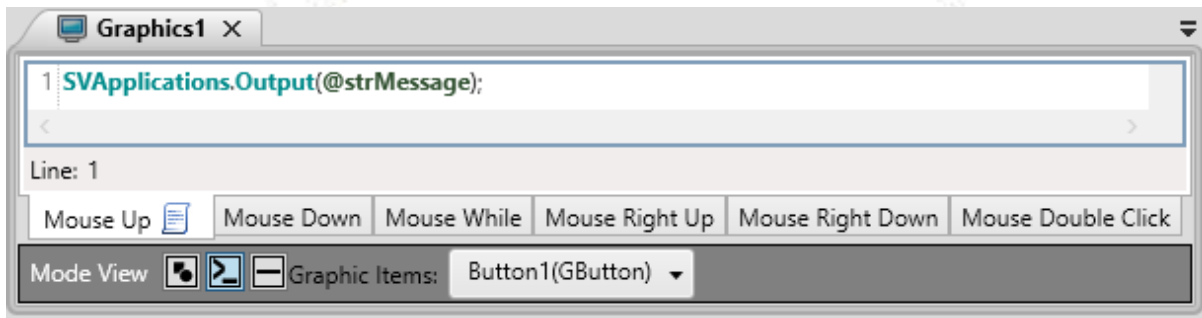 Graphics1
1 SVApplications.Output(@strMessage);
Line: 1
Mouse Up Mouse Down Mouse While Mouse Right Up Mouse Right Down Mouse Double Click
Mode View Graphic Items: Button1(GButton)